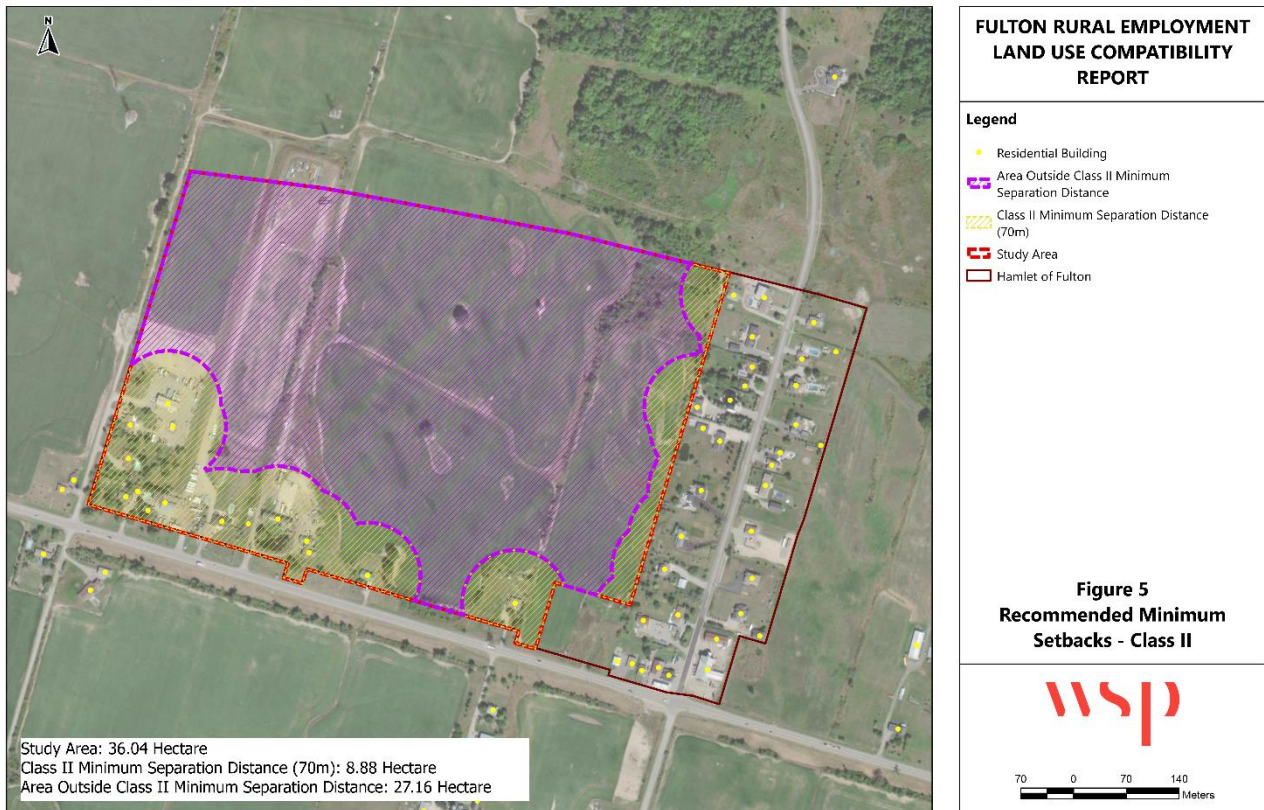 N
Study Area: 36.04 Hectare
Class II Minimum Separation Distance (70m): 8.88 Hectare
Area Outside Class II Minimum Separation Distance: 27.16 Hectare
FULTON RURAL EMPLOYMENT
LAND USE COMPATIBILITY
REPORT
Legend
Residential Building
Area Outside Class II Minimum
Separation Distance
Class II Minimum Separation Distance
(70m)
Study Area
Hamlet of Fulton
Figure 5
Recommended Minimum
Setbacks - Class II
wsp
70 0 70 140
Meters